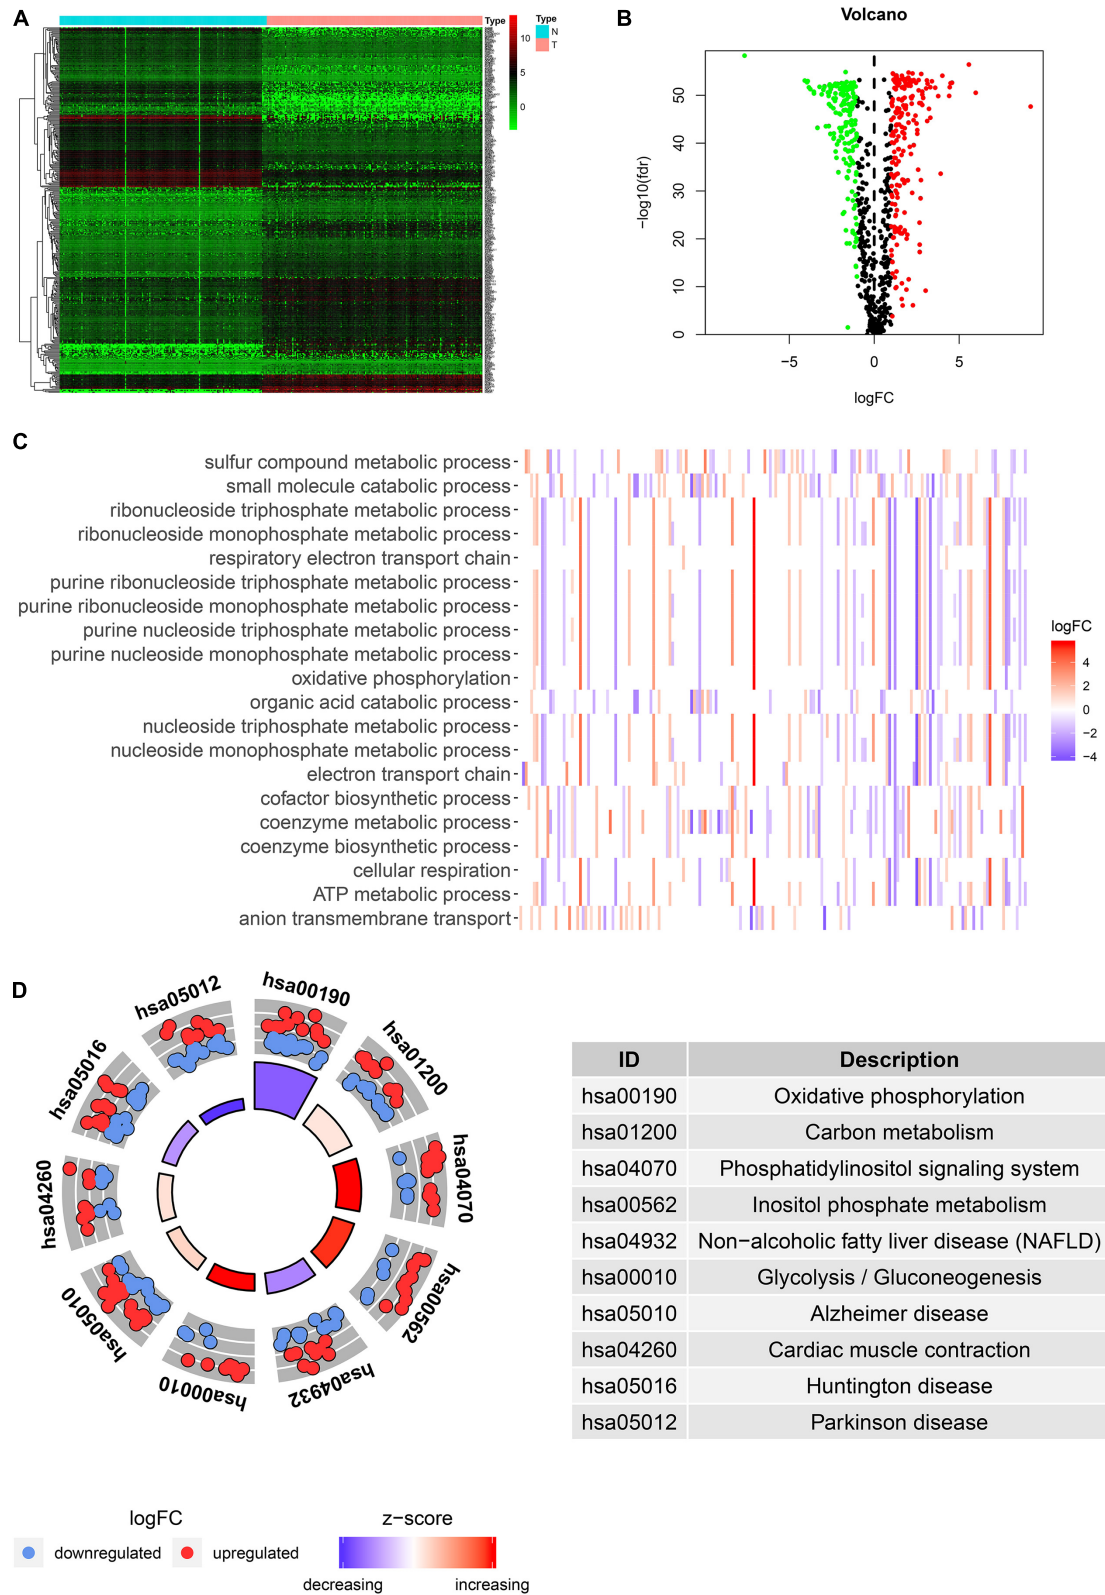 A
Type
10
5
0
Type
N
T
B
Volcano
−log10(fdr)
50
40
30
20
10
0
−5
0
5
logFC
C
sulfur compound metabolic process
small molecule catabolic process
ribonucleoside triphosphate metabolic process
ribonucleoside monophosphate metabolic process
respiratory electron transport chain
purine ribonucleoside triphosphate metabolic process
purine ribonucleoside monophosphate metabolic process
purine nucleoside triphosphate metabolic process
purine nucleoside monophosphate metabolic process
oxidative phosphorylation
organic acid catabolic process
nucleoside triphosphate metabolic process
nucleoside monophosphate metabolic process
electron transport chain
cofactor biosynthetic process
coenzyme metabolic process
coenzyme biosynthetic process
cellular respiration
ATP metabolic process
anion transmembrane transport
logFC
4
2
0
−2
−4
D
hsa00190
hsa01200
hsa04070
hsa00562
hsa04932
hsa00010
hsa05010
hsa04260
hsa05016
hsa05012
ID Description
hsa00190 Oxidative phosphorylation
hsa01200 Carbon metabolism
hsa04070 Phosphatidylinositol signaling system
hsa00562 Inositol phosphate metabolism
hsa04932 Non−alcoholic fatty liver disease (NAFLD)
hsa00010 Glycolysis / Gluconeogenesis
hsa05010 Alzheimer disease
hsa04260 Cardiac muscle contraction
hsa05016 Huntington disease
hsa05012 Parkinson disease
logFC
downregulated upregulated
z−score
decreasing increasing